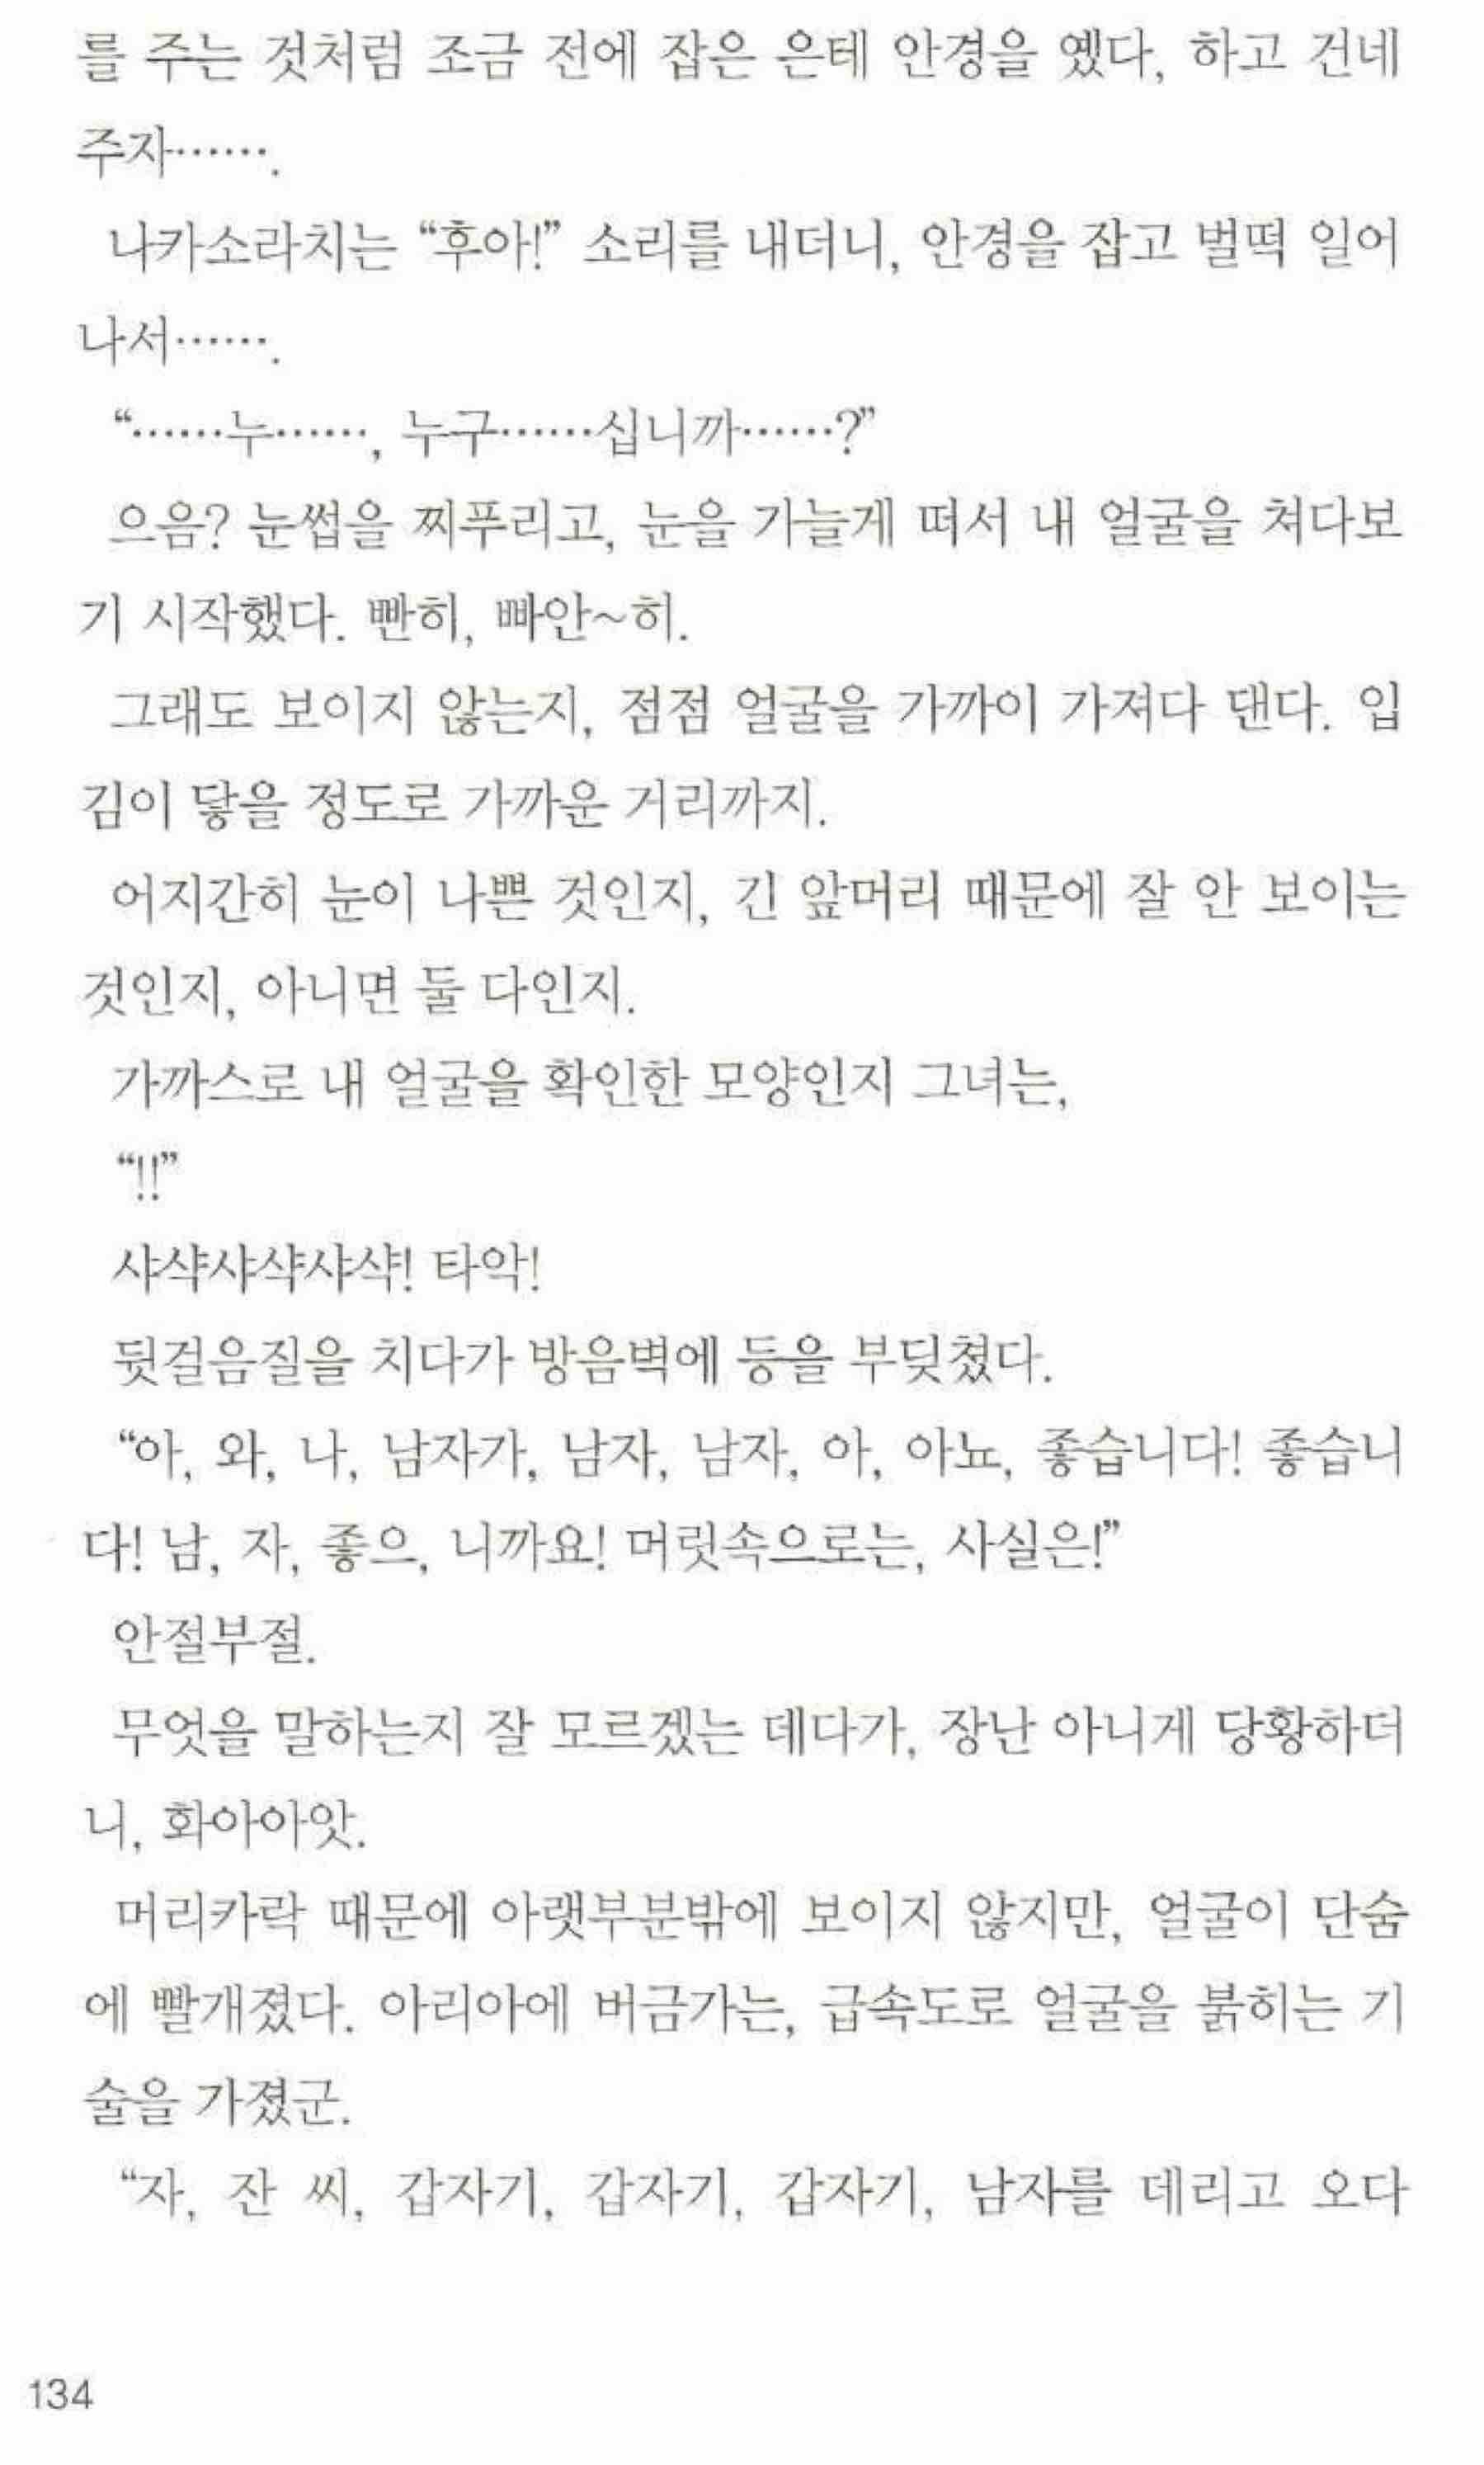 를 주는 것처럼 조금 전에 잡은 은테 안경을 옜다, 하고 건네
주자…….
나카소라치는 “후아!” 소리를 내더니, 안경을 잡고 벌떡 일어
나서…….
“……누……, 누구……십니까……?”
으음? 눈썹을 찌푸리고, 눈을 가늘게 떠서 내 얼굴을 쳐다보
기 시작했다. 빤히, 빠안~히.
그래도 보이지 않는지, 점점 얼굴을 가까이 가져다 댄다. 입
김이 닿을 정도로 가까운 거리까지.
어지간히 눈이 나쁜 것인지, 긴 앞머리 때문에 잘 안 보이는
것인지, 아니면 둘 다인지.
가까스로 내 얼굴을 확인한 모양인지 그녀는,
“!!”
샤샥샤샥샤샥! 타악!
뒷걸음질을 치다가 방음벽에 등을 부딪쳤다.
“아, 와, 나, 남자가, 남자, 남자, 아, 아뇨, 좋습니다! 좋습니
다! 남, 자, 좋으, 니까요! 머릿속으로는, 사실은!”
안절부절.
무엇을 말하는지 잘 모르겠는 데다가, 장난 아니게 당황하더
니, 화아아앗.
머리카락 때문에 아랫부분밖에 보이지 않지만, 얼굴이 단숨
에 빨개졌다. 아리아에 버금가는, 급속도로 얼굴을 붉히는 기
술을 가졌군.
“자, 잔 씨, 갑자기, 갑자기, 갑자기, 남자를 데리고 오다
134